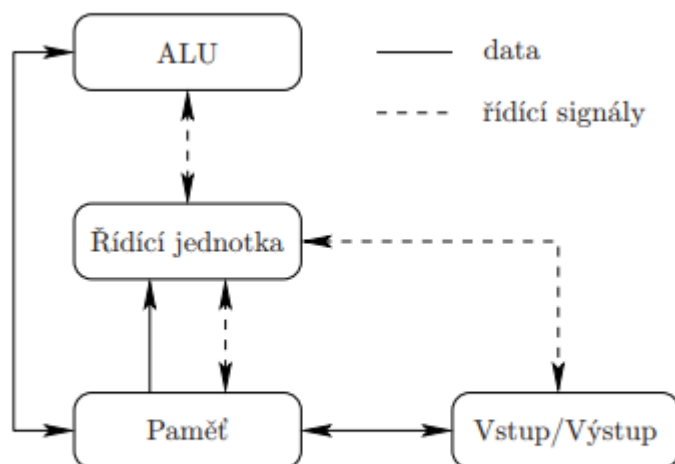 ALU
data
řídící signály
Řídící jednotka
Paměť
Vstup/Výstup